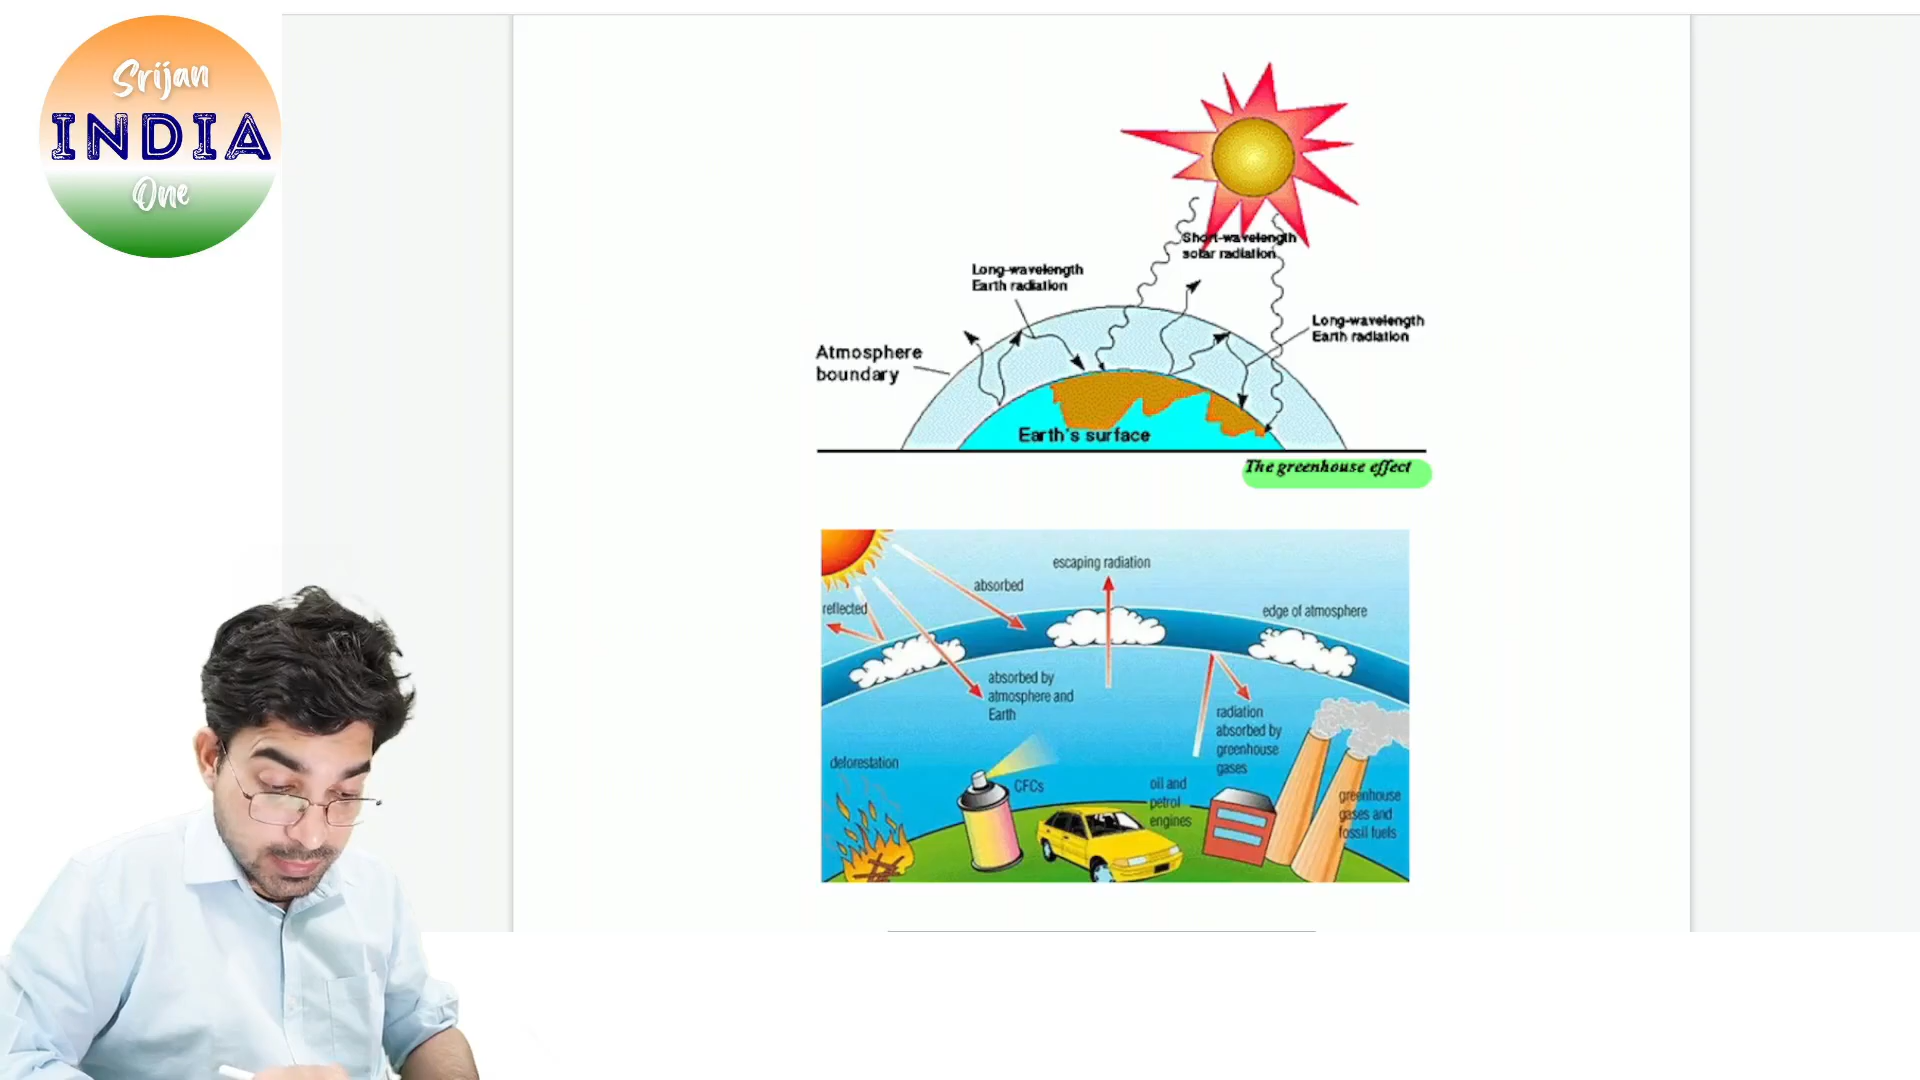 Srijan
INDIA
One
Short-wavelength
solar radiation
Long-wavelength
Earth radiation
Long-wavelength
Earth radiation
Atmosphere
boundary
Earth's surface
The greenhouse effect
escaping radiation
absorbed
reflected
edge of atmosphere
absorbed by
atmosphere and
Earth
radiation
absorbed by
greenhouse
gases
deforestation
CFCs
oil and
petrol
engines
greenhouse
gases and
fossil fuels